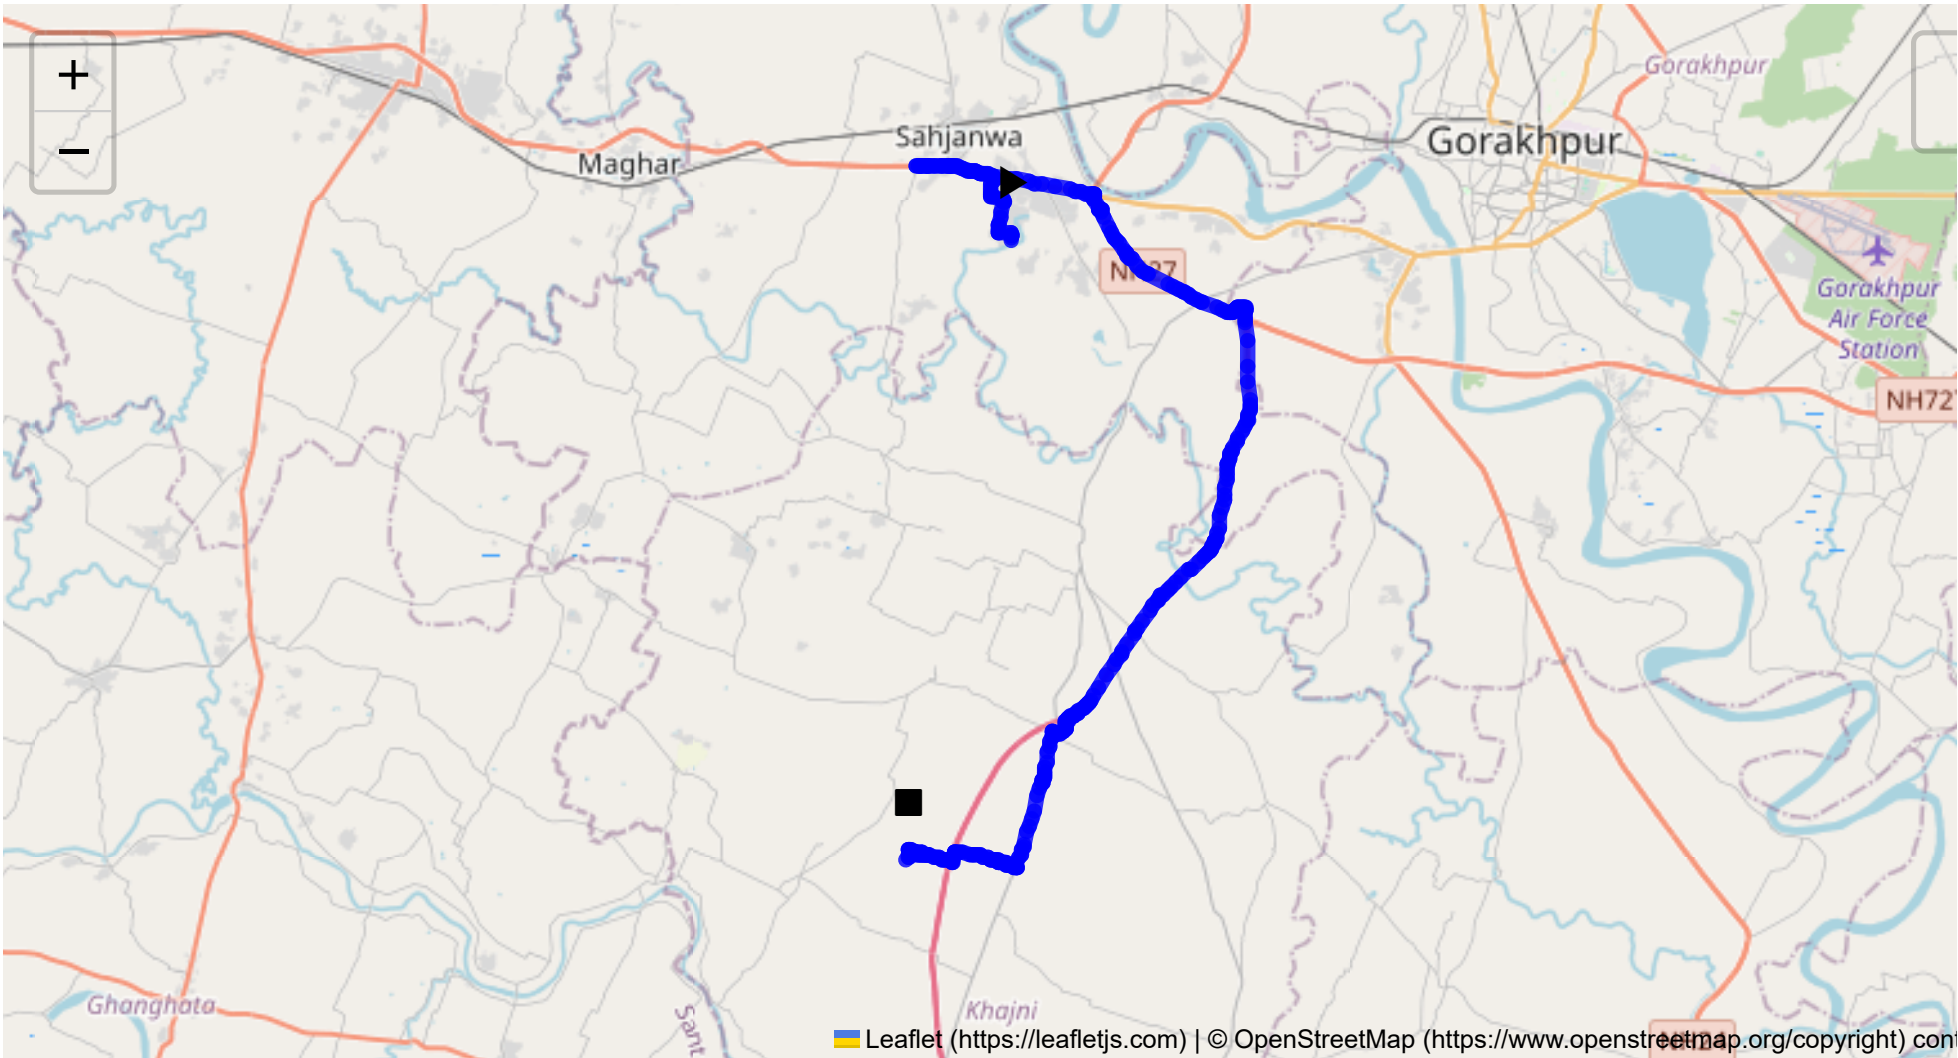 +
−
Gorakhpur
Sahjanwa
Gorakhpur
Maghar
Gorakhpur
Air Force
Station
NH727
Ghanghata
Sant
Khajni
Leaflet (https://leafletjs.com) | © OpenStreetMap (https://www.openstreetmap.org/copyright) con